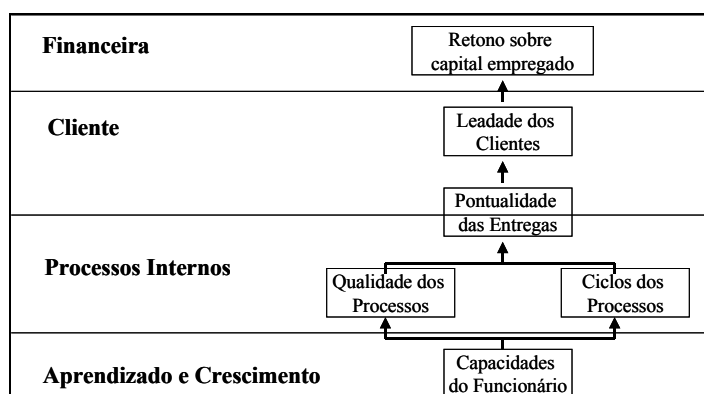 Financeira
Retono sobre
capital empregado
Cliente
Leadade dos
Clientes
Pontualidade
das Entregas
Processos Internos
Qualidade dos
Processos
Ciclos dos
Processos
Aprendizado e Crescimento
Capacidades
do Funcionário